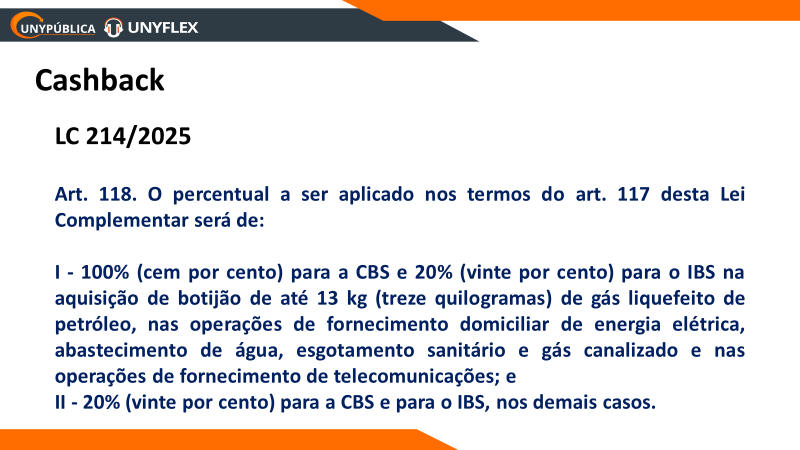 UNYPÚBLICA UNYFLEX
Cashback
LC 214/2025
Art. 118. O percentual a ser aplicado nos termos do art. 117 desta Lei
Complementar será de:
I - 100% (cem por cento) para a CBS e 20% (vinte por cento) para o IBS na
aquisição de botijão de até 13 kg (treze quilogramas) de gás liquefeito de
petróleo, nas operações de fornecimento domiciliar de energia elétrica,
abastecimento de água, esgotamento sanitário e gás canalizado e nas
operações de fornecimento de telecomunicações; e
II - 20% (vinte por cento) para a CBS e para o IBS, nos demais casos.